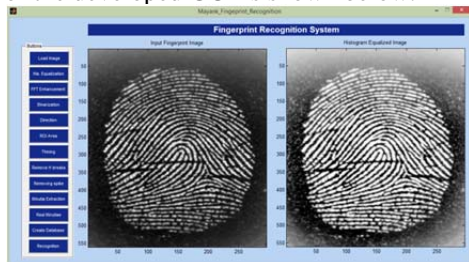 Mayank_Fingerprint_Recognition
Fingerprint Recognition System
Buttons
Load Image
His. Equalization
FFT Enhancement
Binarization
Direction
ROI Area
Thining
Remove H breaks
Removing spike
Real Minutiae
Create Database
Recognition
Input Fingerprint Image
50
100
150
200
250
300
350
400
450
500
550
50 100 150 200 250
Histogram Equalized Image
50
100
150
200
250
300
350
400
450
500
550
50 100 150 200 250